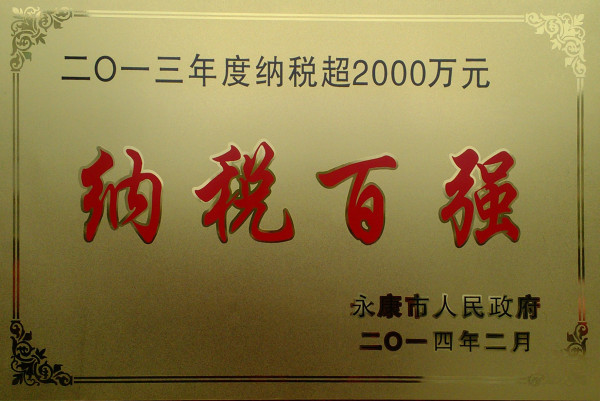 二〇一三年度纳税超2000万元
纳税百强
永康市人民政府
二〇一四年二月